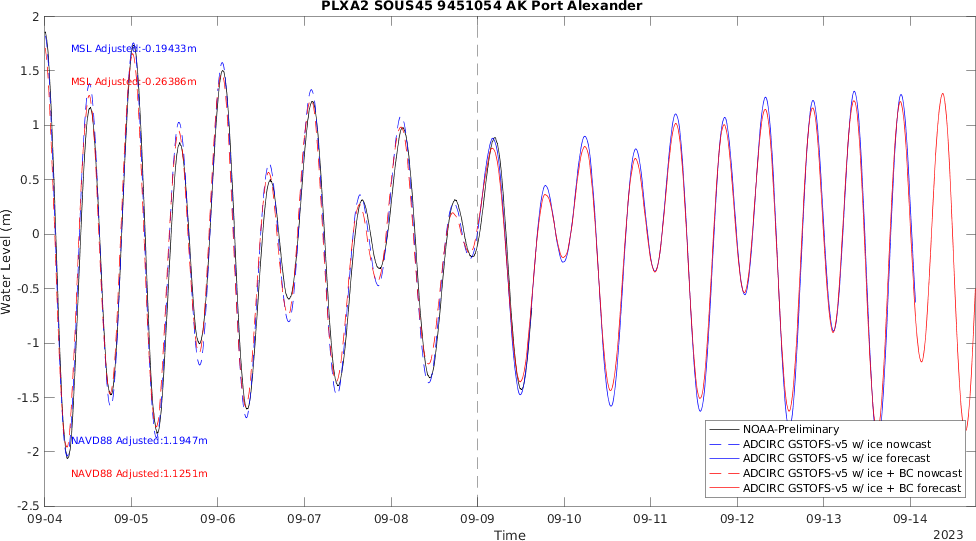 PLXA2 SOUS45 9451054 AK Port Alexander
2
1.5
1
0.5
0
-0.5
-1
-1.5
-2
-2.5
Water Level (m)
MSL Adjusted:-0.19433m
MSL Adjusted:-0.26386m
NAVD88 Adjusted:1.1947m
NAVD88 Adjusted:1.1251m
NOAA-Preliminary
ADCIRC GSTOFS-v5 w/ ice nowcast
ADCIRC GSTOFS-v5 w/ ice forecast
ADCIRC GSTOFS-v5 w/ ice + BC nowcast
ADCIRC GSTOFS-v5 w/ ice + BC forecast
09-04 09-05 09-06 09-07 09-08 09-09 09-10 09-11 09-12 09-13 09-14
Time
2023